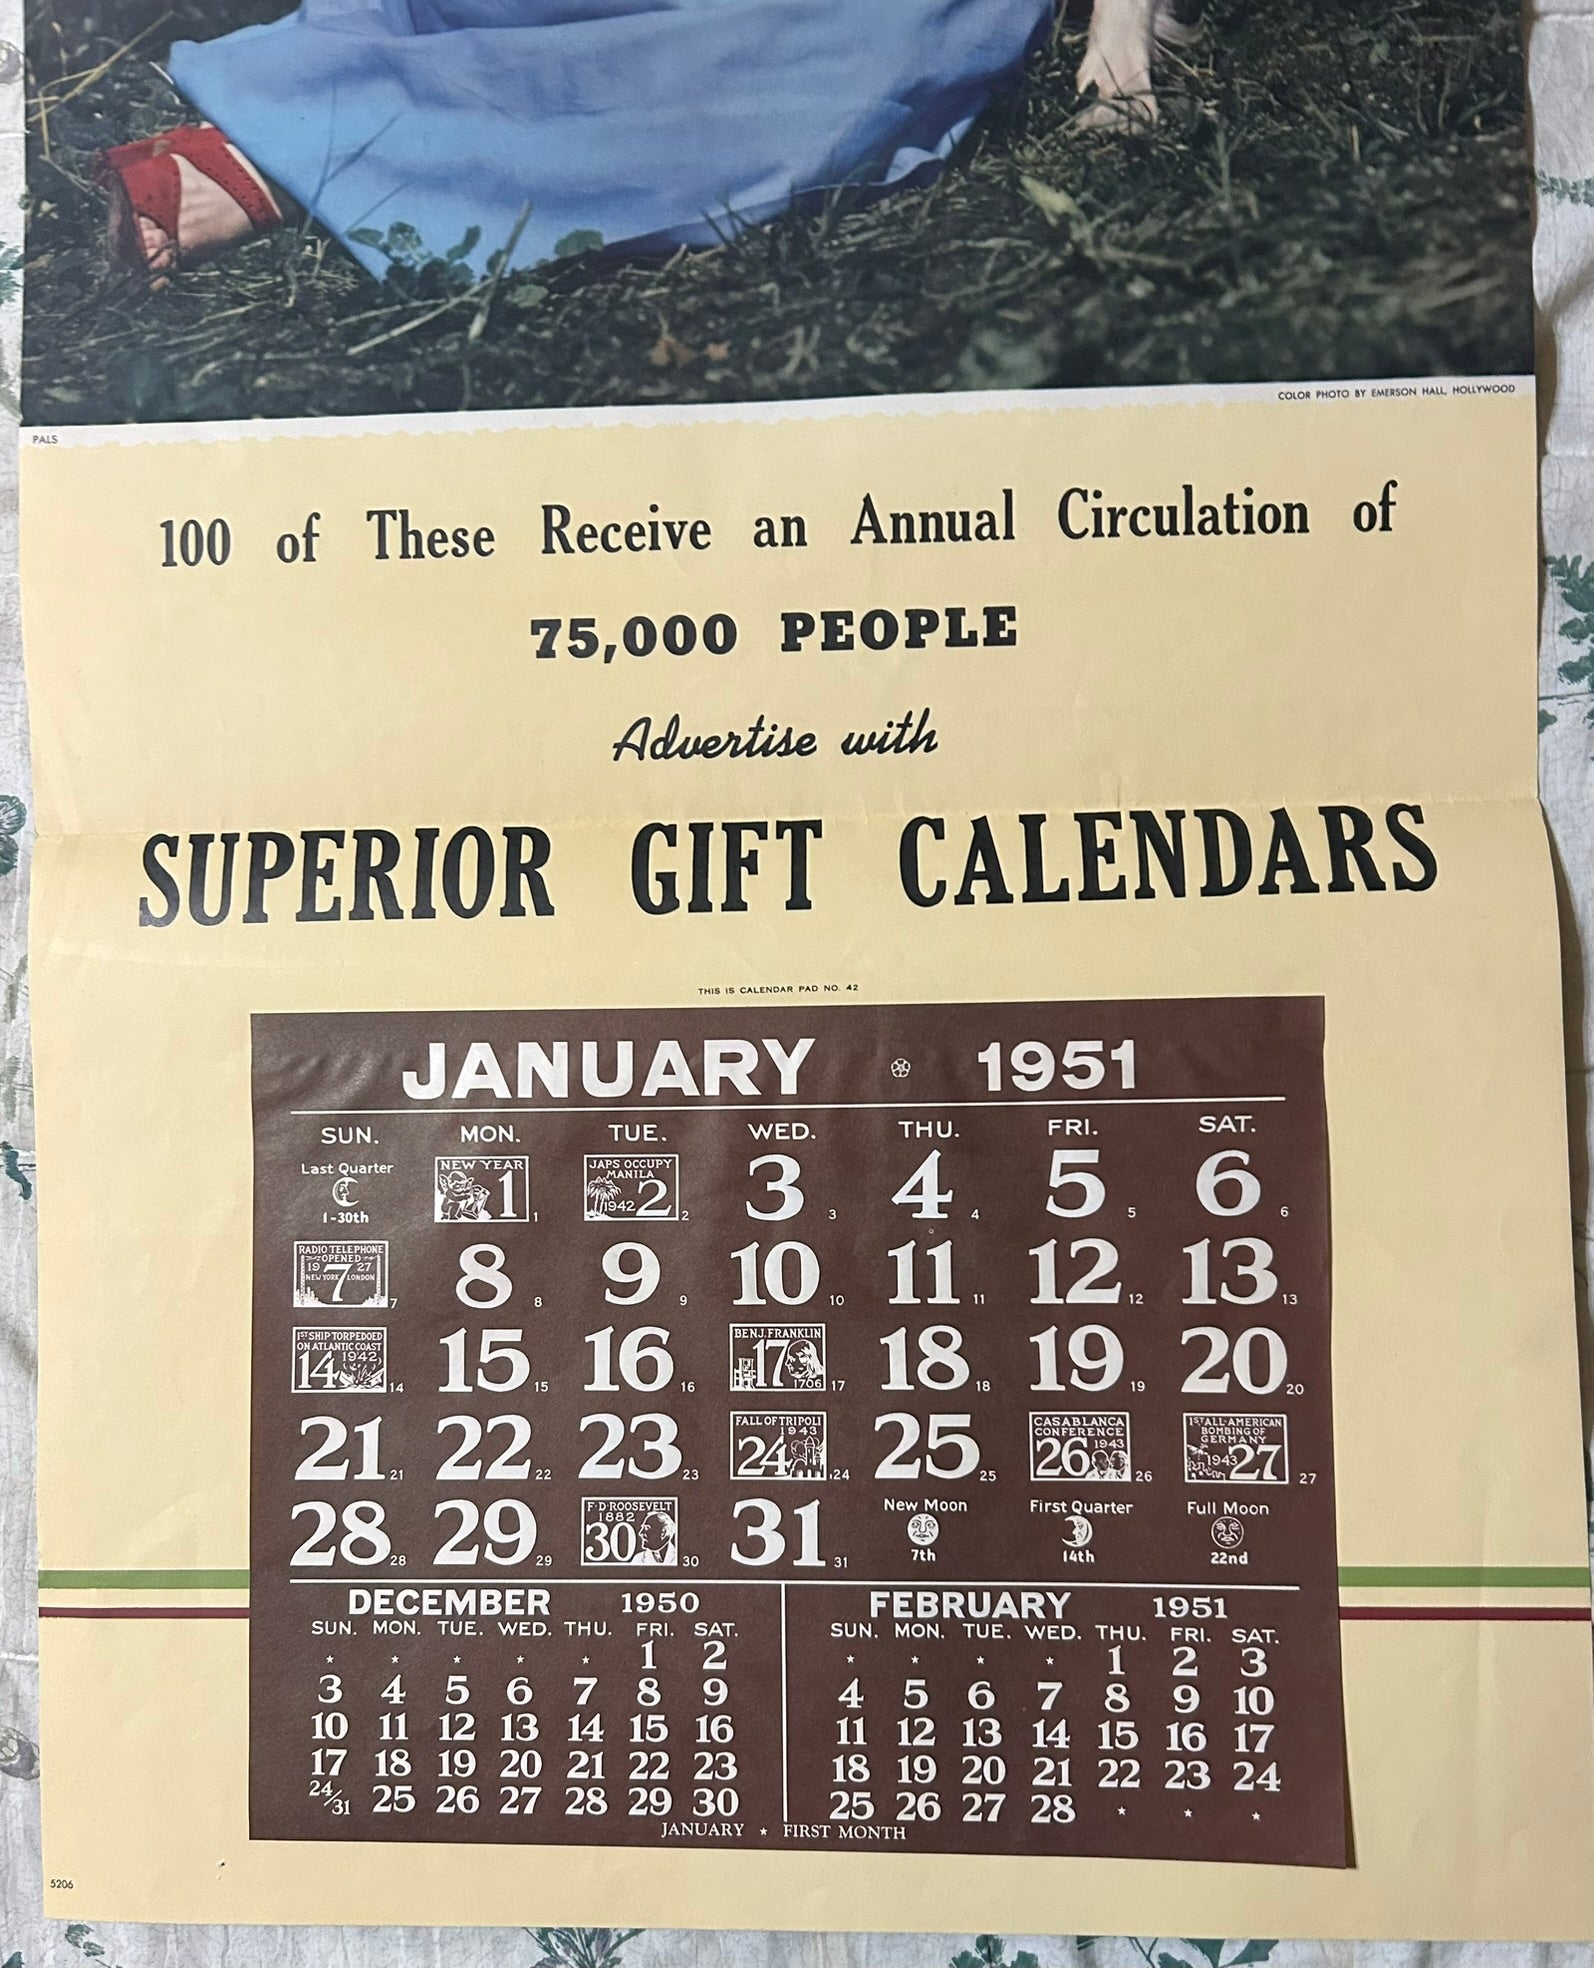 COLOR PHOTO BY EMERSON HALL, HOLLYWOOD
PALS
100 of These Receive an Annual Circulation of
75,000 PEOPLE
Advertise with
SUPERIOR GIFT CALENDARS
THIS IS CALENDAR PAD NO. 42
JANUARY 1951
SUN. MON. TUE. WED. THU. FRI. SAT.
Last Quarter 1-30th
NEW YEAR 1 1
JAPS OCCUPY MANILA 1942 2 2
3 3 4 4 5 5 6 6
RADIO TELEPHONE OPENED 19 27 7 NEW YORK LONDON 7
8 8 9 9 10 10 11 11 12 12 13 13
1ST SHIP TORPEDOED ON ATLANTIC COAST 14 1942 14
15 15 16 16
BENJ. FRANKLIN 17 1706 17
18 18 19 19 20 20
21 21 22 22 23 23
FALL OF TRIPOLI 1943 24 24
25 25
CASABLANCA CONFERENCE 1943 26 26
1ST ALL-AMERICAN BOMBING OF GERMANY 1943 27 27
28 28 29 29
F·D·ROOSEVELT 1882 30 30
31 31
New Moon 7th
First Quarter 14th
Full Moon 22nd
DECEMBER 1950
SUN. MON. TUE. WED. THU. FRI. SAT.
* * * * * 1 2
3 4 5 6 7 8 9
10 11 12 13 14 15 16
17 18 19 20 21 22 23
24/31 25 26 27 28 29 30
FEBRUARY 1951
SUN. MON. TUE. WED. THU. FRI. SAT.
* * * * 1 2 3
4 5 6 7 8 9 10
11 12 13 14 15 16 17
18 19 20 21 22 23 24
25 26 27 28 * * *
JANUARY * FIRST MONTH
5206